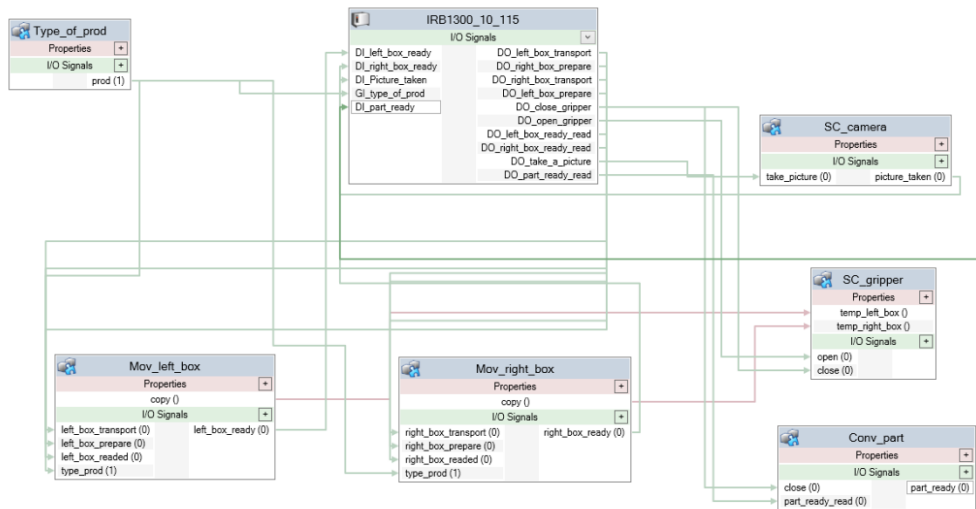 Type_of_prod
Properties +
I/O Signals +
prod (1)
IRB1300_10_115
I/O Signals
DI_left_box_ready DO_left_box_transport
DI_right_box_ready DO_right_box_prepare
DI_Picture_taken DO_right_box_transport
GI_type_of_prod DO_left_box_prepare
DI_part_ready DO_close_gripper
DO_open_gripper
DO_left_box_ready_read
DO_right_box_ready_read
DO_take_a_picture
DO_part_ready_read
SC_camera
Properties +
I/O Signals +
take_picture (0) picture_taken (0)
SC_gripper
Properties +
temp_left_box ()
temp_right_box ()
I/O Signals +
open (0)
close (0)
Mov_left_box
Properties +
copy ()
I/O Signals +
left_box_transport (0) left_box_ready (0)
left_box_prepare (0)
left_box_readed (0)
type_prod (1)
Mov_right_box
Properties +
copy ()
I/O Signals +
right_box_transport (0) right_box_ready (0)
right_box_prepare (0)
right_box_readed (0)
type_prod (1)
Conv_part
Properties +
I/O Signals +
close (0) part_ready (0)
part_ready_read (0)